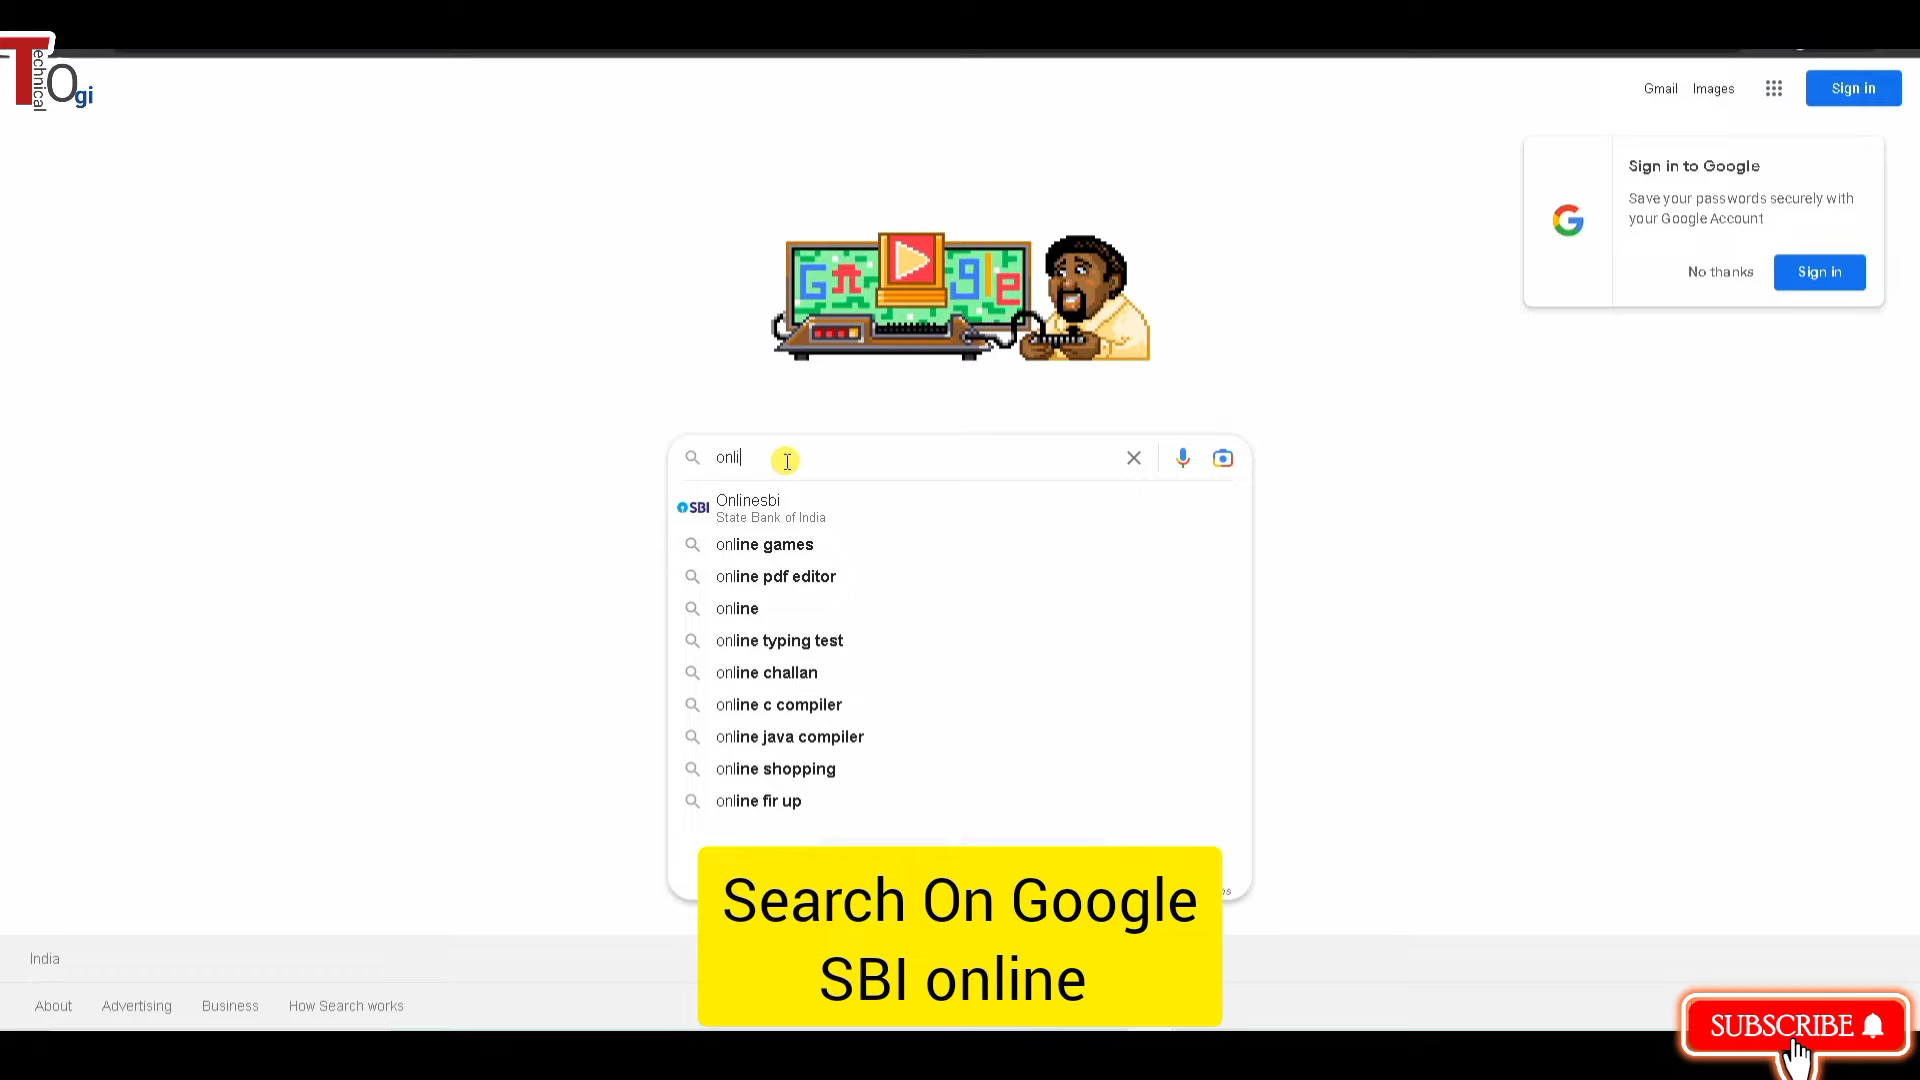 Technical Ogi
Gmail Images
Sign in
Sign in to Google
Save your passwords securely with
your Google Account
No thanks Sign in
Google
onli
SBI
Onlinesbi
State Bank of India
online games
online pdf editor
online
online typing test
online challan
online c compiler
online java compiler
online shopping
online fir up
Search On Google
SBI online
India
About Advertising Business How Search works
SUBSCRIBE